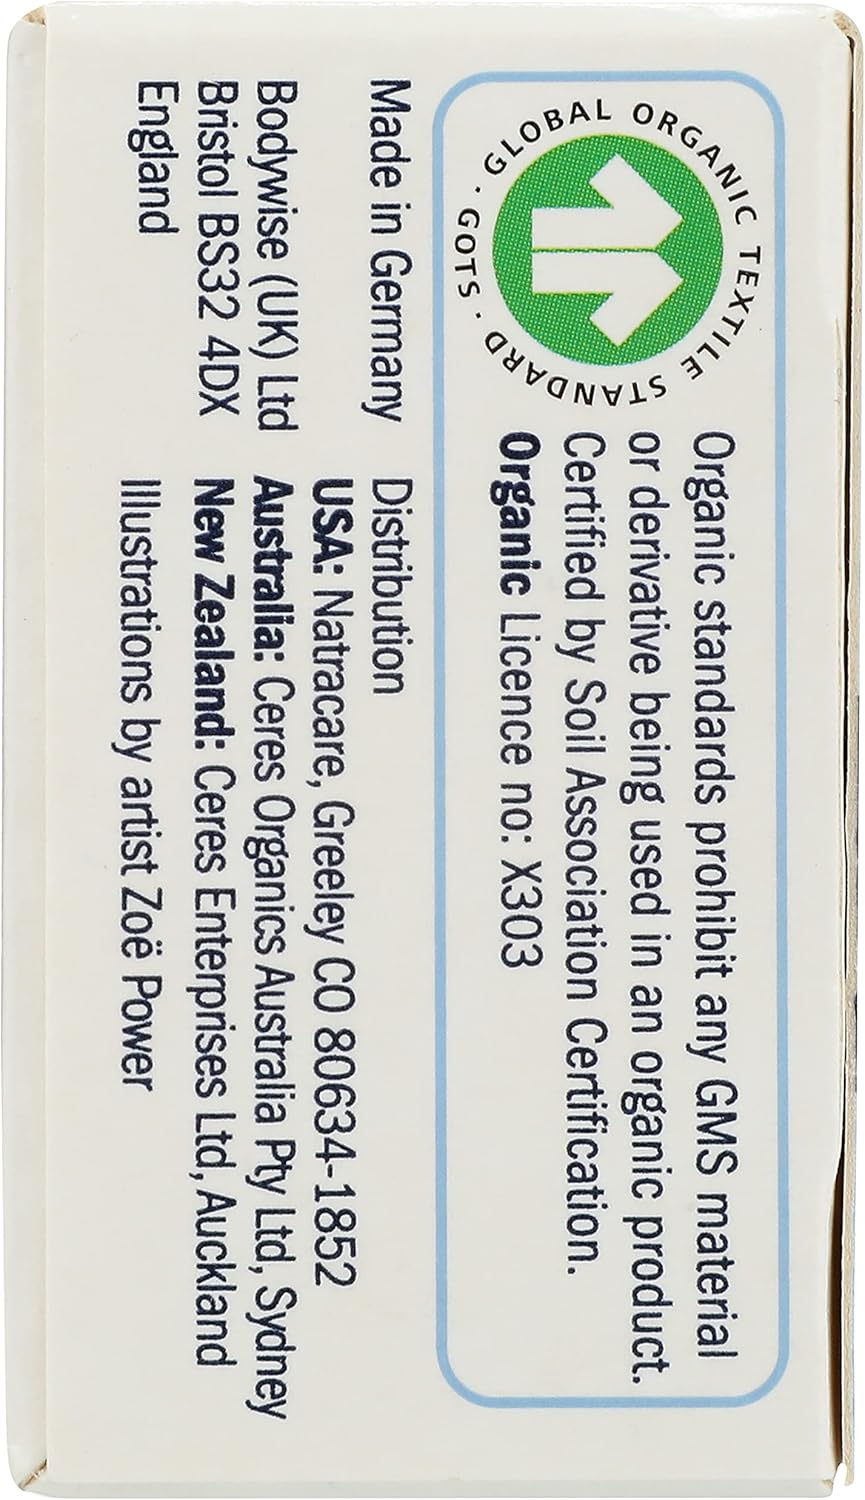 GLOBAL ORGANIC TEXTILE STANDARD · GOTS ·
Organic standards prohibit any GMS material
or derivative being used in an organic product.
Certified by Soil Association Certification.
Organic Licence no: X303
Made in Germany
Bodywise (UK) Ltd
Bristol BS32 4DX
England
Distribution
USA: Natracare, Greeley CO 80634-1852
Australia: Ceres Organics Australia Pty Ltd, Sydney
New Zealand: Ceres Enterprises Ltd, Auckland
Illustrations by artist Zoë Power